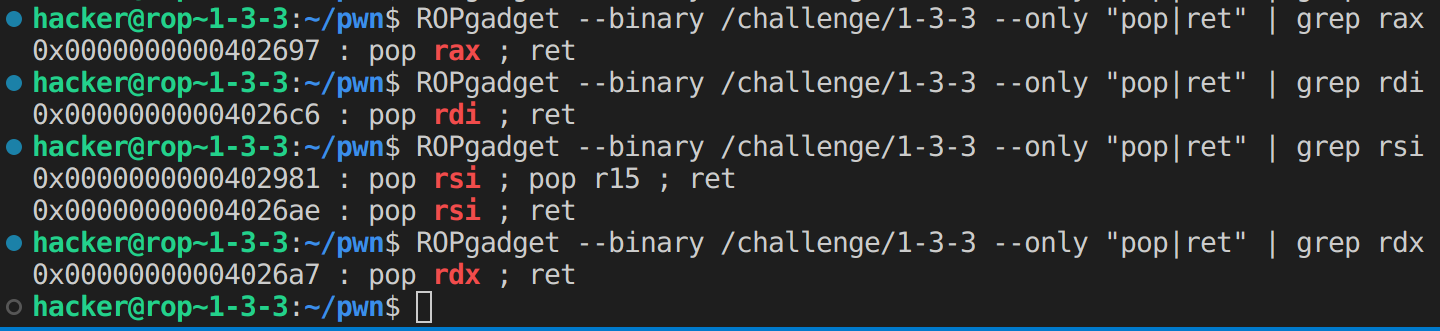 hacker@rop~1-3-3:~/pwn$ ROPgadget --binary /challenge/1-3-3 --only "pop|ret" | grep rax
0x0000000000402697 : pop rax ; ret
hacker@rop~1-3-3:~/pwn$ ROPgadget --binary /challenge/1-3-3 --only "pop|ret" | grep rdi
0x00000000004026c6 : pop rdi ; ret
hacker@rop~1-3-3:~/pwn$ ROPgadget --binary /challenge/1-3-3 --only "pop|ret" | grep rsi
0x0000000000402981 : pop rsi ; pop r15 ; ret
0x00000000004026ae : pop rsi ; ret
hacker@rop~1-3-3:~/pwn$ ROPgadget --binary /challenge/1-3-3 --only "pop|ret" | grep rdx
0x00000000004026a7 : pop rdx ; ret
hacker@rop~1-3-3:~/pwn$